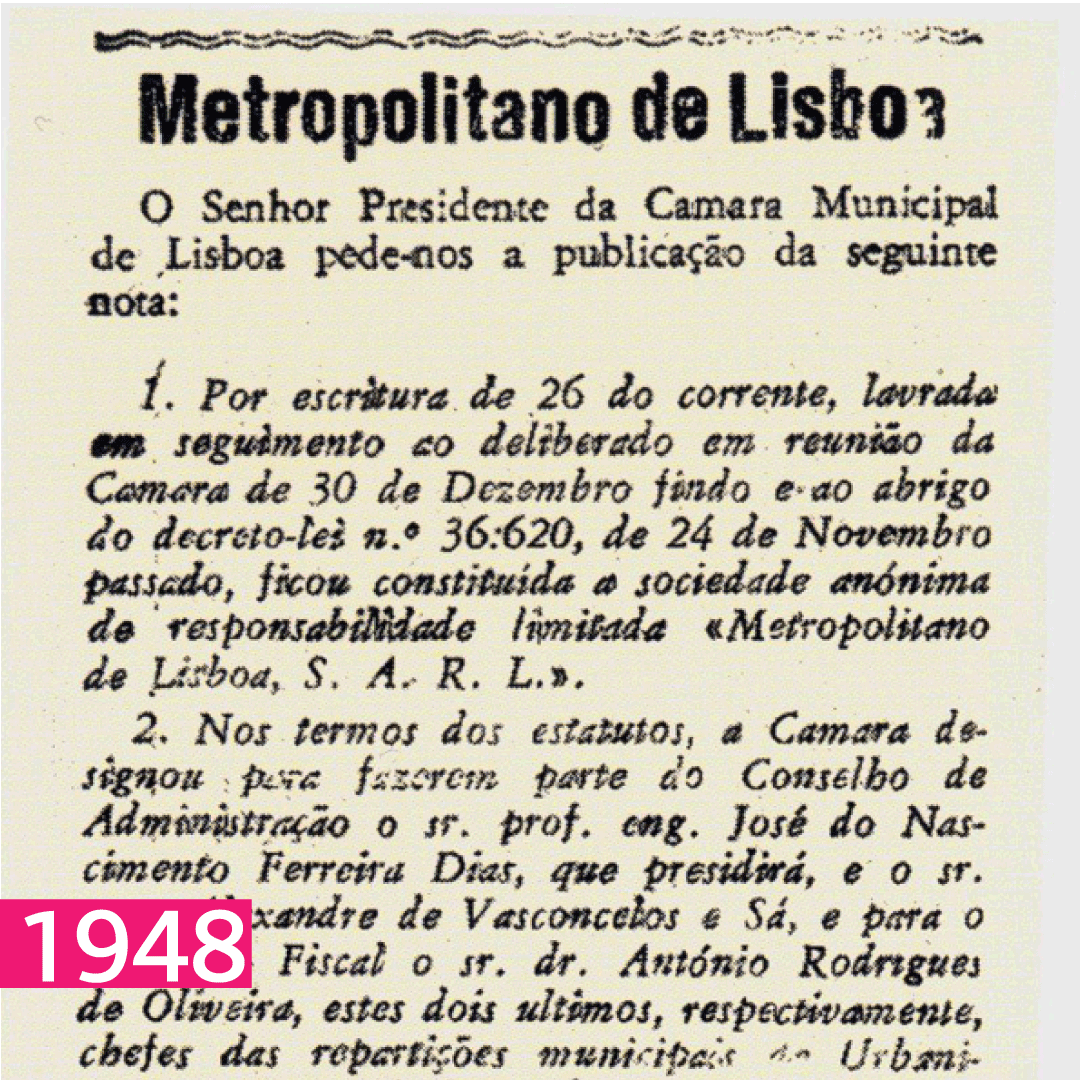 Metropolitano de Lisboa
O Senhor Presidente da Camara Municipal
de Lisboa pede-nos a publicação da seguinte
nota:
1. Por escritura de 26 do corrente, lavrada
em seguimento ao deliberado em reunião da
Camara de 30 de Dezembro findo e ao abrigo
do decreto-lei n.º 36:620, de 24 de Novembro
passado, ficou constituída a sociedade anónima
de responsabilidade limitada «Metropolitano
de Lisboa, S. A. R. L.».
2. Nos termos dos estatutos, a Camara de-
signou para fazerem parte do Conselho de
Administração o sr. prof. eng. José do Nas-
cimento Ferreira Dias, que presidirá, e o sr.
de Vasconcelos e Sá, e para o
1948
Fiscal o sr. dr. António Rodrigues
de Oliveira, estes dois ultimos, respectivamente,
chefes das repartições municipais Urbani-